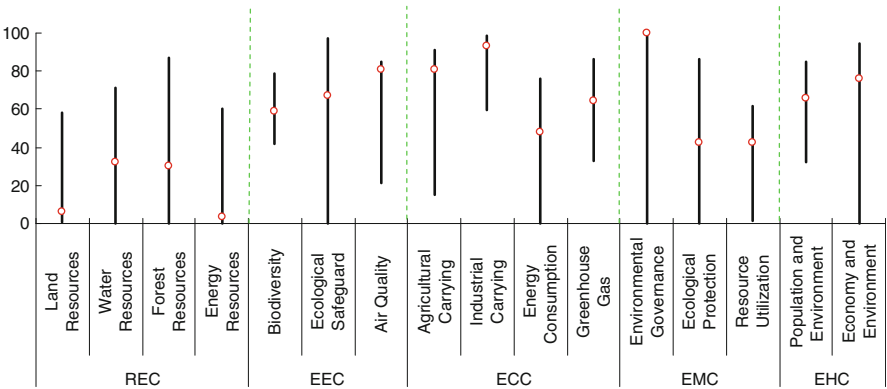 100
80
60
40
20
0
Land
Resources
Water
Resources
Forest
Resources
Energy
Resources
Biodiversity
Ecological
Safeguard
Air Quality
Agricultural
Carrying
Industrial
Carrying
Energy
Consumption
Greenhouse
Gas
Environmental
Governance
Ecological
Protection
Resource
Utilization
Population and
Environment
Economy and
Environment
REC
EEC
ECC
EMC
EHC